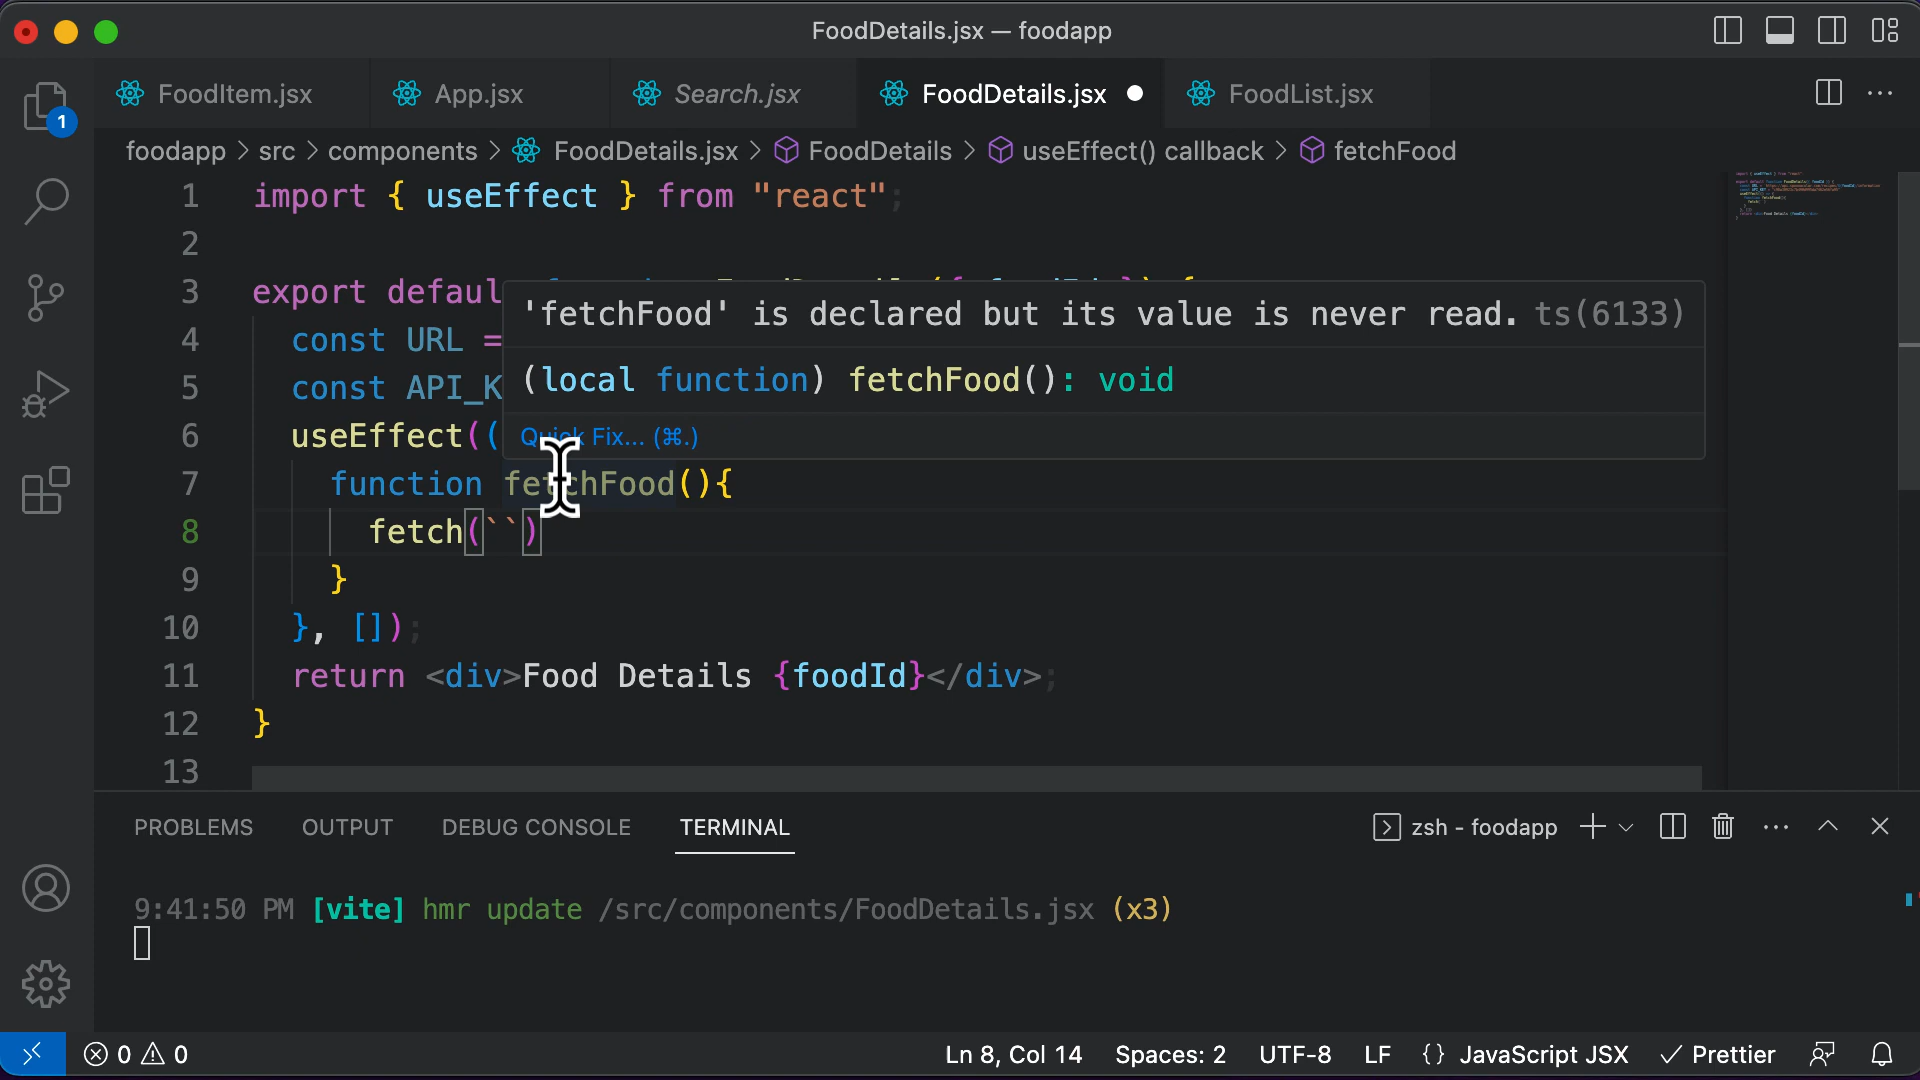 FoodDetails.jsx — foodapp
FoodItem.jsx
App.jsx
Search.jsx
FoodDetails.jsx
FoodList.jsx
1
foodapp > src > components > FoodDetails.jsx > FoodDetails > useEffect() callback > fetchFood
1 import { useEffect } from "react";
2
3 export defaul
4 const URL =
5 const API_K
6 useEffect((
'fetchFood' is declared but its value is never read. ts(6133)
(local function) fetchFood(): void
Quick Fix... (⌘.)
7 function fetchFood(){
8 fetch(``)
9 }
10 }, []);
11 return <div>Food Details {foodId}</div>;
12 }
13
PROBLEMS OUTPUT DEBUG CONSOLE TERMINAL
zsh - foodapp
9:41:50 PM [vite] hmr update /src/components/FoodDetails.jsx (x3)
0 0
Ln 8, Col 14 Spaces: 2 UTF-8 LF {} JavaScript JSX Prettier